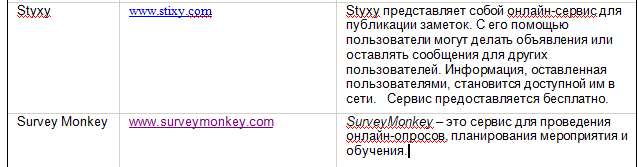 Styxy
www.stixy.com
Styxy представляет собой онлайн-сервис для
публикации заметок. С его помощью
пользователи могут делать объявления или
оставлять сообщения для других
пользователей. Информация, оставленная
пользователями, становится доступной им в
сети. Сервис предоставляется бесплатно.
Survey Monkey
www.surveymonkey.com
SurveyMonkey – это сервис для проведения
онлайн-опросов, планирования мероприятия и
обучения.